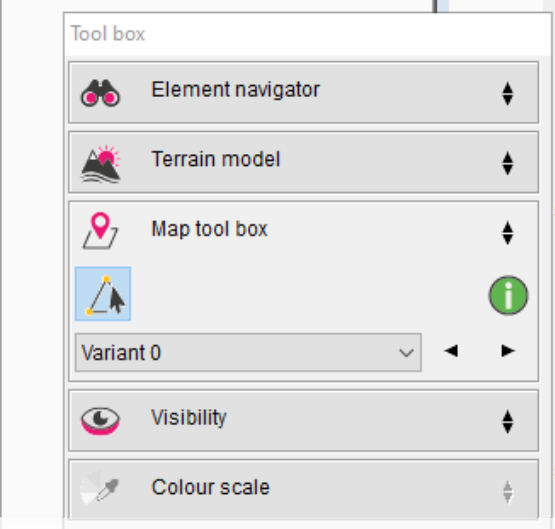 Tool box
Element navigator
Terrain model
Map tool box
i
Variant 0
Visibility
Colour scale